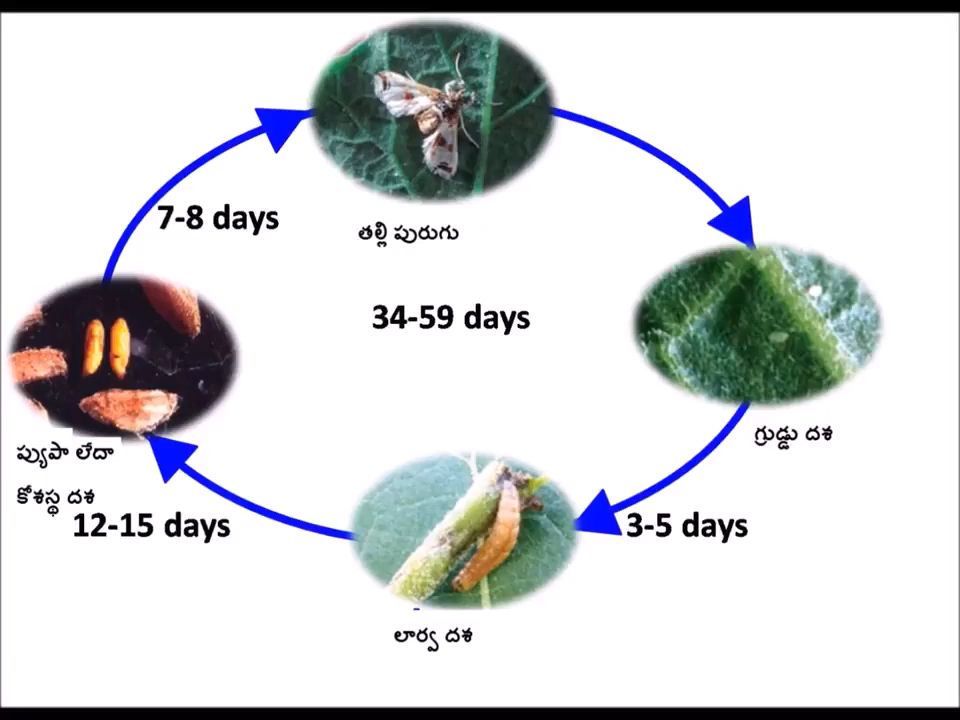 7-8 days
తల్లి పురుగు
34-59 days
గ్రుడ్డు దశ
ప్యుపా లేదా
కోశస్థ దశ
12-15 days
3-5 days
లార్వ దశ